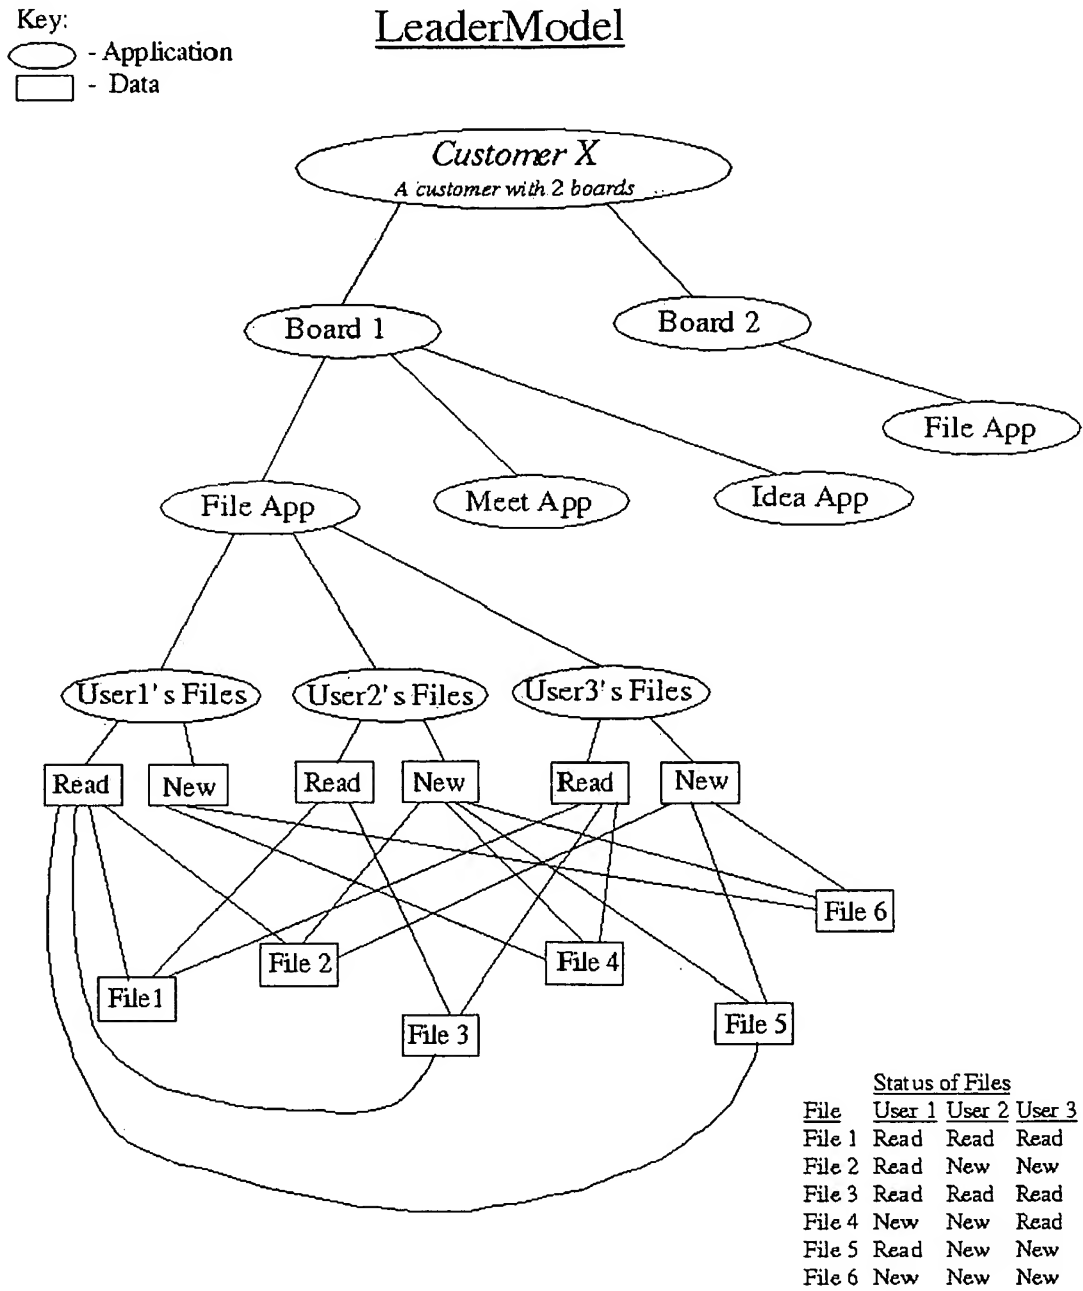 Key:
- Application
- Data
LeaderModel
Customer X
A customer with 2 boards
Board 1
Board 2
File App
File App
Meet App
Idea App
User1's Files
User2's Files
User3's Files
Read
New
Read
New
Read
New
File 6
File 2
File 4
File1
File 3
File 5
Status of Files
File User 1 User 2 User 3
File 1 Read Read Read
File 2 Read New New
File 3 Read Read Read
File 4 New New Read
File 5 Read New New
File 6 New New New